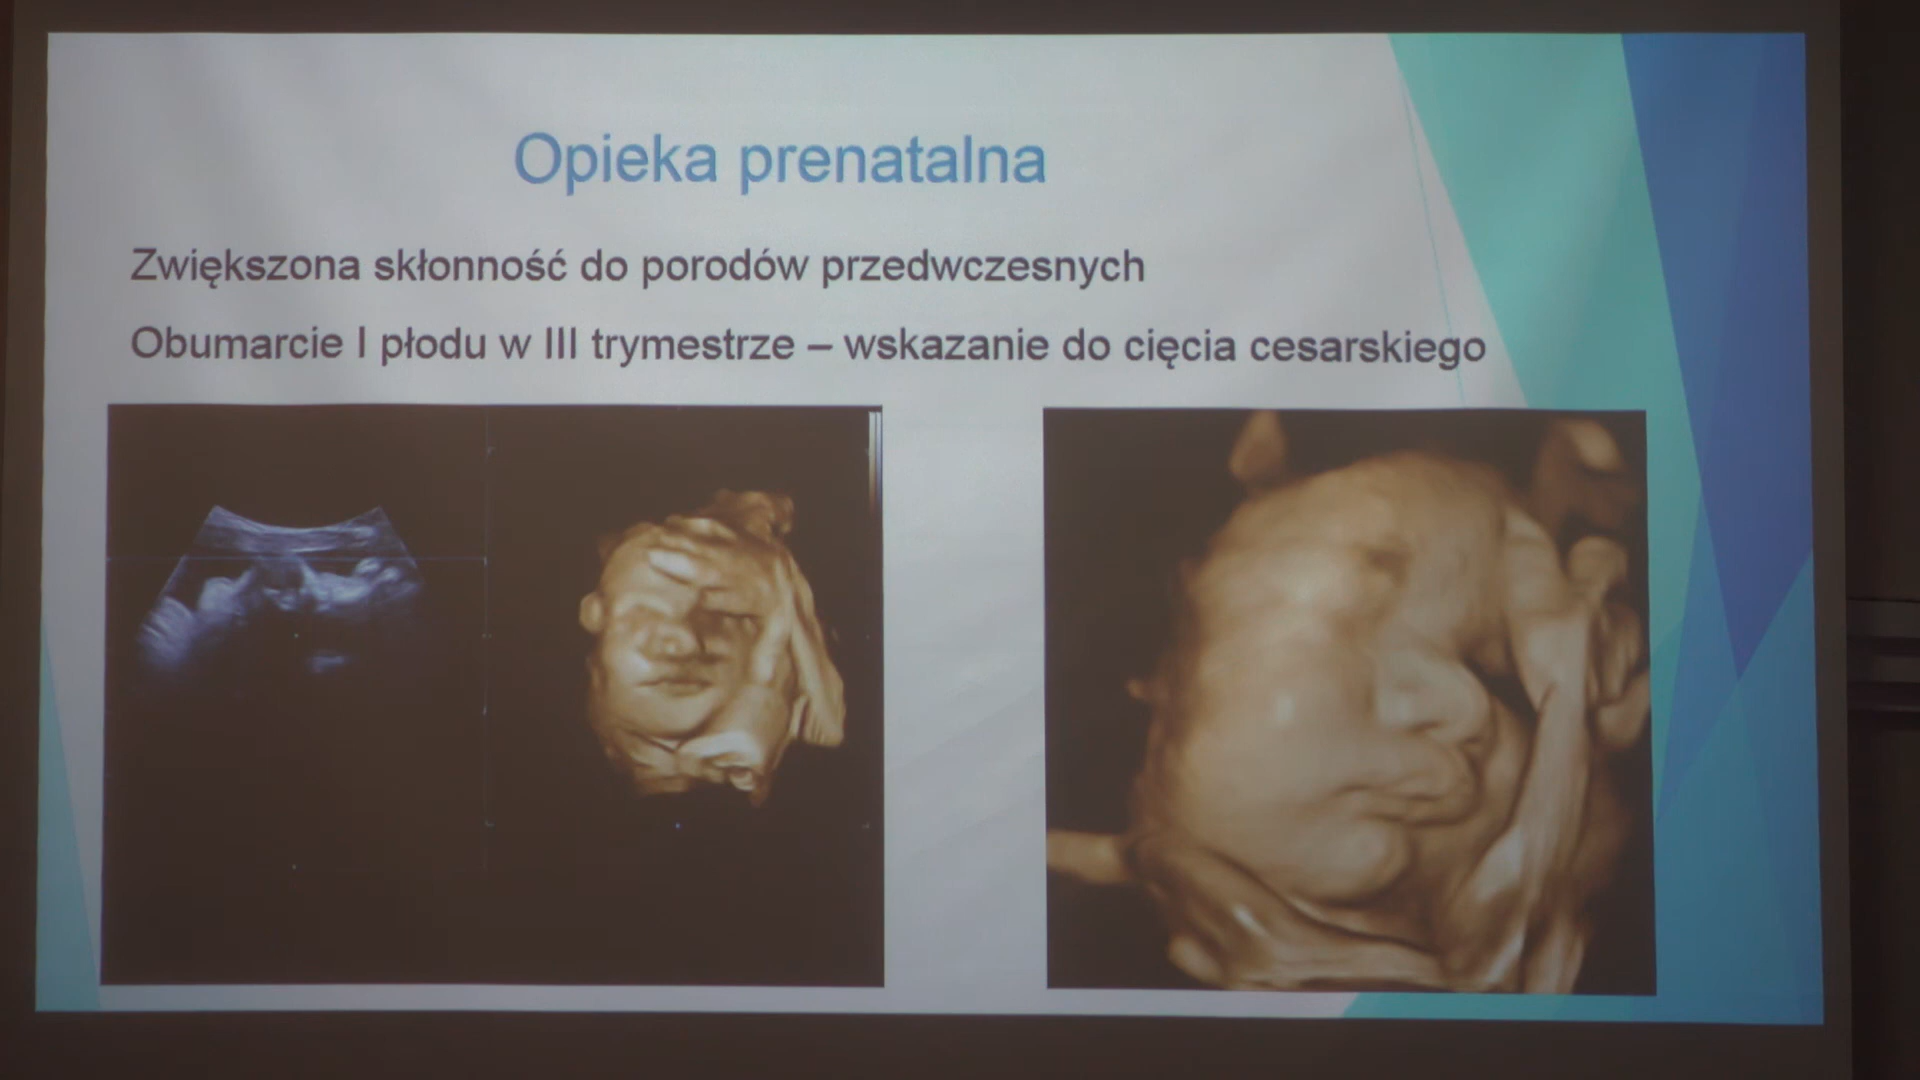 Opieka prenatalna
Zwiększona skłonność do porodów przedwczesnych
Obumarcie I płodu w III trymestrze – wskazanie do cięcia cesarskiego